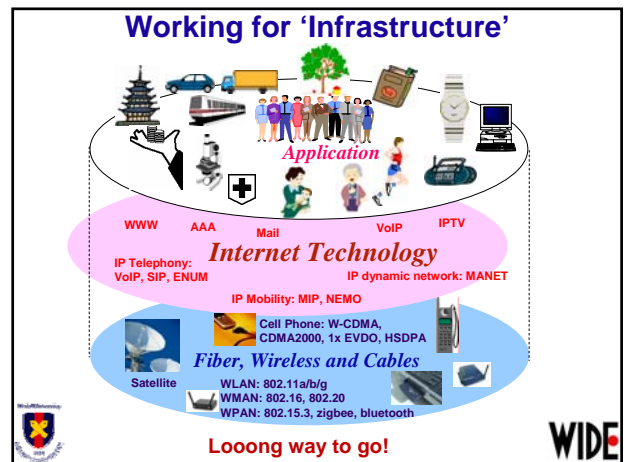 Working for 'Infrastructure'
Application
WWW
AAA
Mail
VoIP
IPTV
Internet Technology
IP Telephony:
VoIP, SIP, ENUM
IP dynamic network: MANET
IP Mobility: MIP, NEMO
Cell Phone: W-CDMA,
CDMA2000, 1x EVDO, HSDPA
Fiber, Wireless and Cables
Satellite
WLAN: 802.11a/b/g
WMAN: 802.16, 802.20
WPAN: 802.15.3, zigbee, bluetooth
Looong way to go!
WIDE